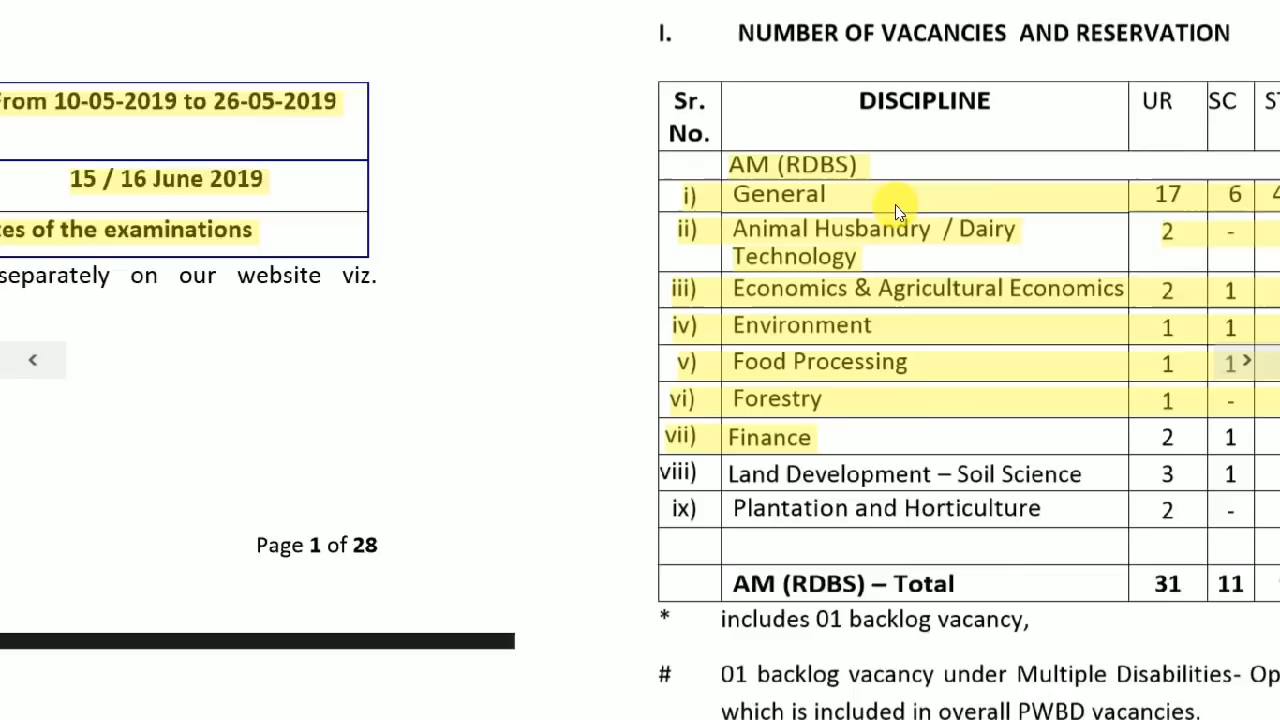 From 10-05-2019 to 26-05-2019
15 / 16 June 2019
of the examinations
separately on our website viz.
Page 1 of 28
I. NUMBER OF VACANCIES AND RESERVATION
Sr. No. DISCIPLINE UR SC
AM (RDBS)
i) General 17 6
ii) Animal Husbandry / Dairy Technology 2 -
iii) Economics & Agricultural Economics 2 1
iv) Environment 1 1
v) Food Processing 1 1
vi) Forestry 1 -
vii) Finance 2 1
viii) Land Development – Soil Science 3 1
ix) Plantation and Horticulture 2 -
AM (RDBS) – Total 31 11
* includes 01 backlog vacancy,
# 01 backlog vacancy under Multiple Disabilities-
which is included in overall PWBD vacancies.